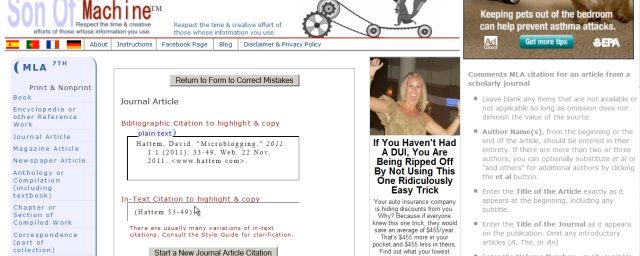 Son Of Machine™
Respect the time & creative
efforts of those whose information you use.
Respect the time & creative effort of
those whose information you use.
About
Instructions
Facebook Page
Blog
Disclaimer & Privacy Policy
MLA 7TH
Print & Nonprint
Book
Encyclopedia or
other Reference
Work
Journal Article
Magazine Article
Newspaper Article
Anthology or
Compilation
(including
textbook)
Chapter or
Section of
Compiled Work
Correspondence
(part of
collection)
Return to Form to Correct Mistakes
Journal Article
Bibliographic Citation to highlight & copy
plain text)
Hattem, David. "Microblogging." 2011.
1.1 (2011): 33-49. Web. 22 Nov.
2011. <www.hattem.com>.
In-Text Citation to highlight & copy
(Hattem 33-49)
There are usually many variations of in-text
citations. Consult the Style Guide for clarification.
Start a New Journal Article Citation
If You Haven't Had
A DUI, You Are
Being Ripped Off
By Not Using This
One Ridiculously
Easy Trick
Your auto insurance company
is hiding discounts from you
Why? Because if everyone
knew this one trick, they would
save an average of $455/year.
That's $455 more in your
pocket and $455 less in theirs.
Find out what your lowest
Keeping pets out of the bedroom
can help prevent asthma attacks.
Ad
Get more tips
EPA
Comments MLA citation for an article from a
scholarly journal
Leave blank any items that are not available or
not applicable so long as omission does not
diminish the value of the source.
Author Name(s), from the beginning or the
end of the article, should be entered in their
entirety. If there are more than two or three
authors, you can optionally substitute et al or
"and others" for additional authors by clicking
the et al button.
Enter the Title of the Article exactly as it
appears at the beginning, including any
subtitle.
Enter the Title of the Journal as it appears
on the publication. Omit any introductory
articles (A, The, or An)